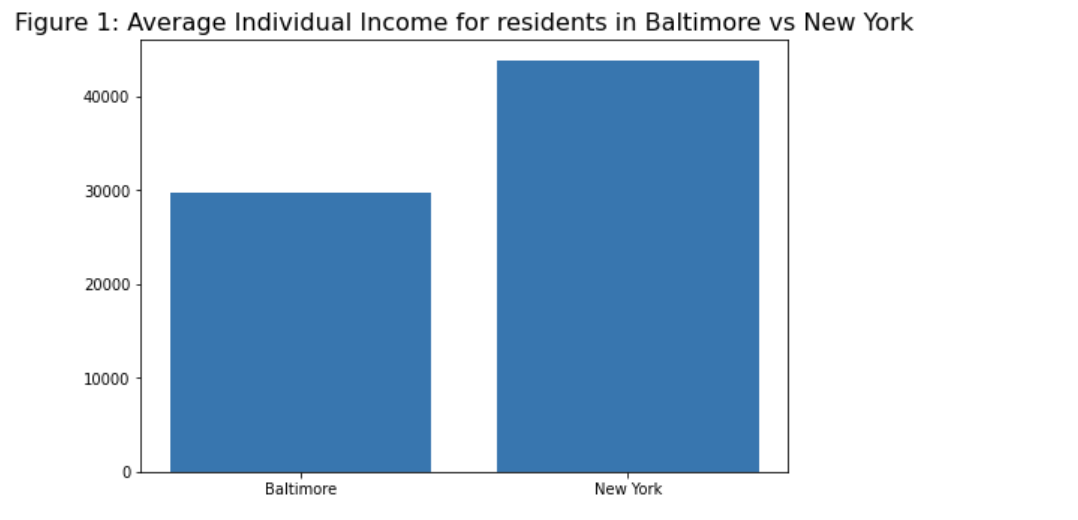 Figure 1: Average Individual Income for residents in Baltimore vs New York
40000
30000
20000
10000
0
Baltimore New York